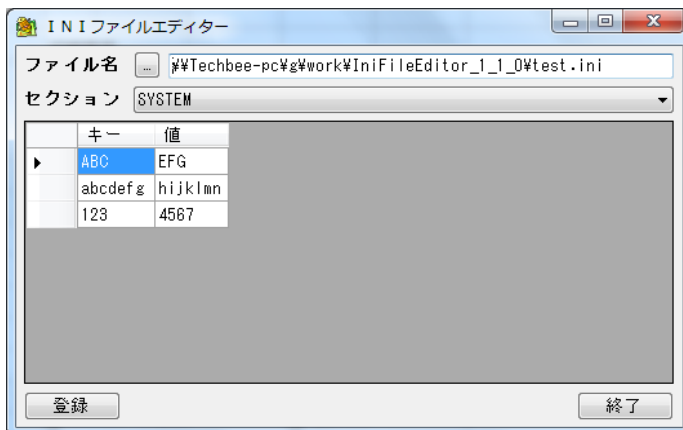 ＩＮＩファイルエディター
ファイル名 ... ¥¥Techbee-pc¥g¥work¥IniFileEditor_1_1_0¥test.ini
セクション SYSTEM
キー 値
ABC EFG
abcdefg hijklmn
123 4567
登録 終了